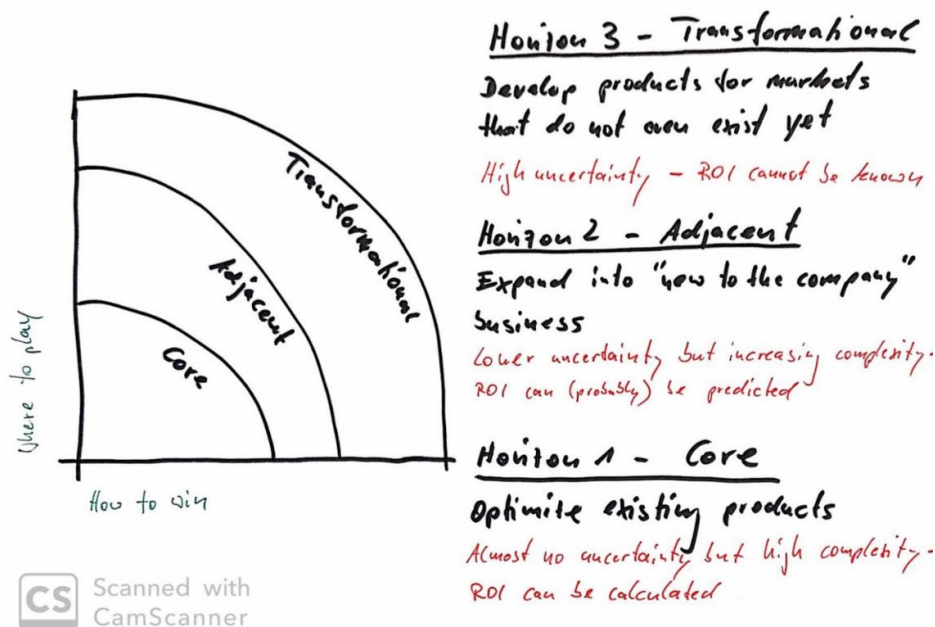 Horizon 3 - Transformational
Develop products for markets
that do not even exist yet
High uncertainty - ROI cannot be known
Horizon 2 - Adjacent
Expand into "new to the company"
business
Lower uncertainty but increasing complexity -
ROI can (probably) be predicted
Horizon 1 - Core
Optimize existing products
Almost no uncertainty but high complexity -
ROI can be calculated
Transformational
Adjacent
Core
Where to play
How to win
CS Scanned with
CamScanner